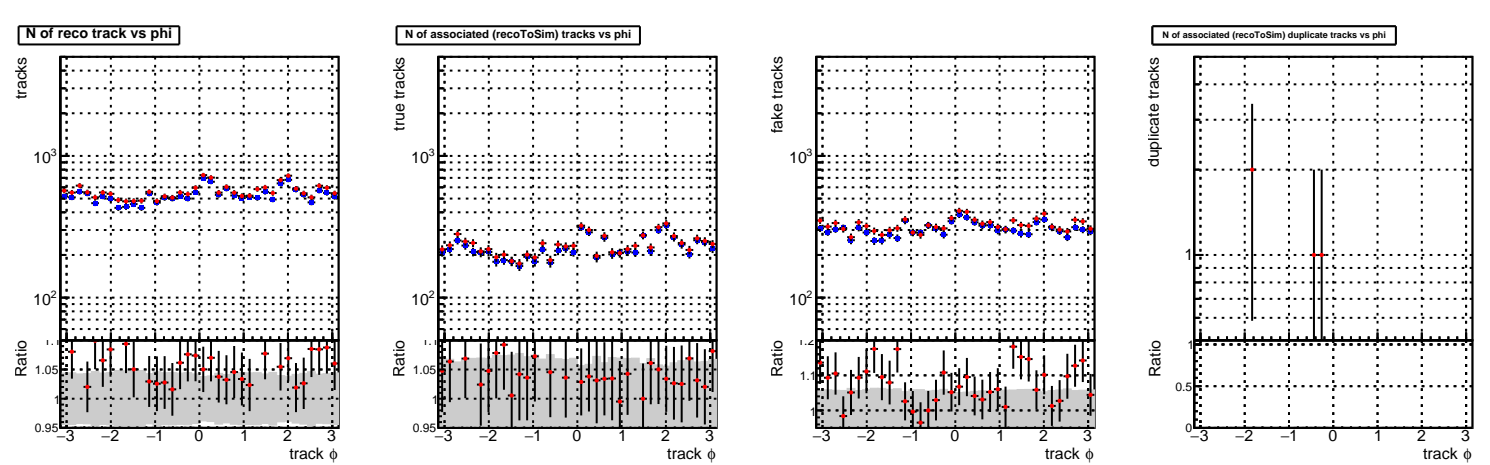 N of reco track vs phi
tracks
10³
10²
Ratio
1.05
1
0.95
−3 −2 −1 0 1 2 3
track ϕ
N of associated (recoToSim) tracks vs phi
true tracks
10³
10²
Ratio
1.05
1
0.95
−3 −2 −1 0 1 2 3
track ϕ
fake tracks
10³
10²
Ratio
1.1
1
−3 −2 −1 0 1 2 3
track ϕ
N of associated (recoToSim) duplicate tracks vs phi
duplicate tracks
1
Ratio
1
0.5
0
−3 −2 −1 0 1 2 3
track ϕ